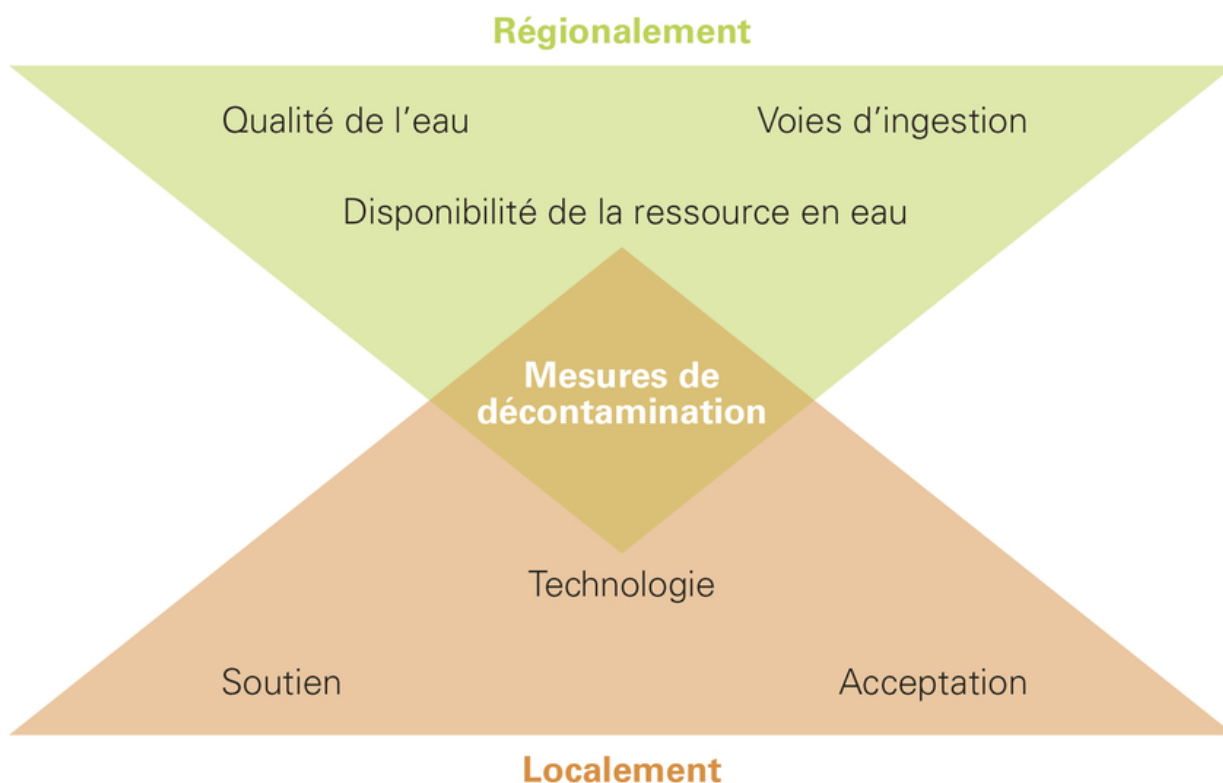 Régionalement
Qualité de l’eau
Voies d’ingestion
Disponibilité de la ressource en eau
Mesures de
décontamination
Technologie
Soutien
Acceptation
Localement